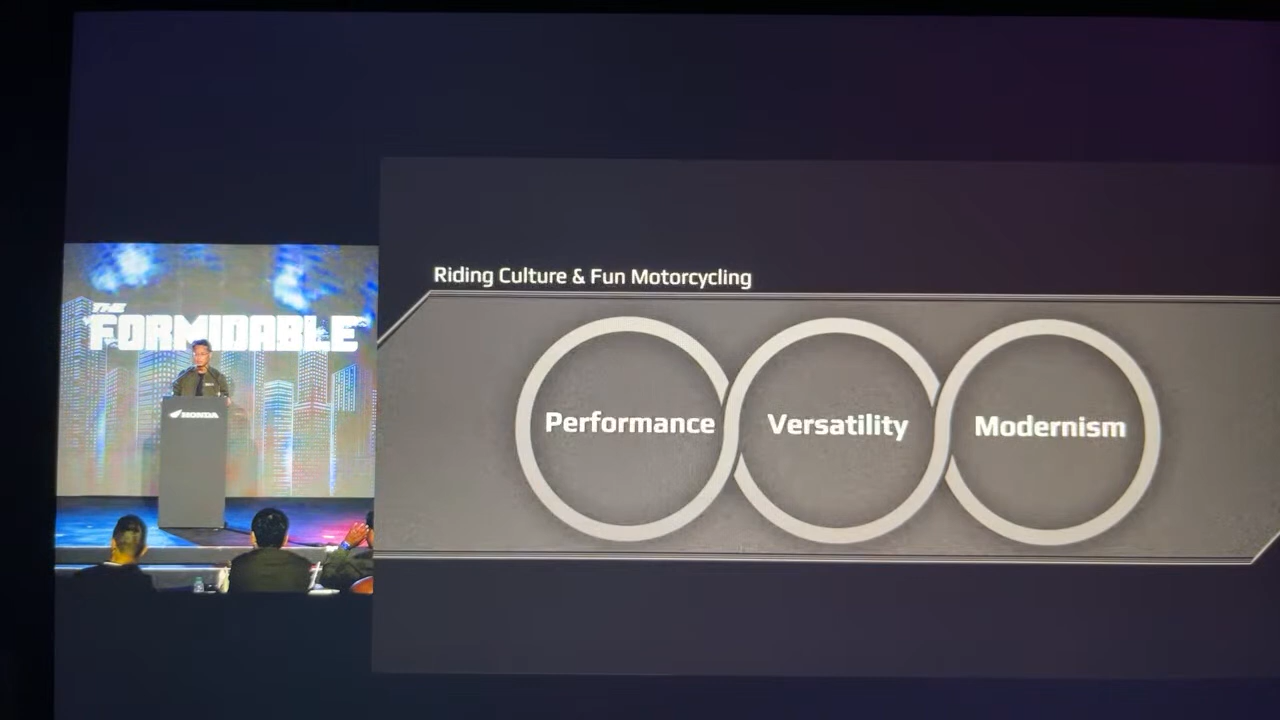 THE
FORMIDABLE
HONDA
Riding Culture & Fun Motorcycling
Performance
Versatility
Modernism